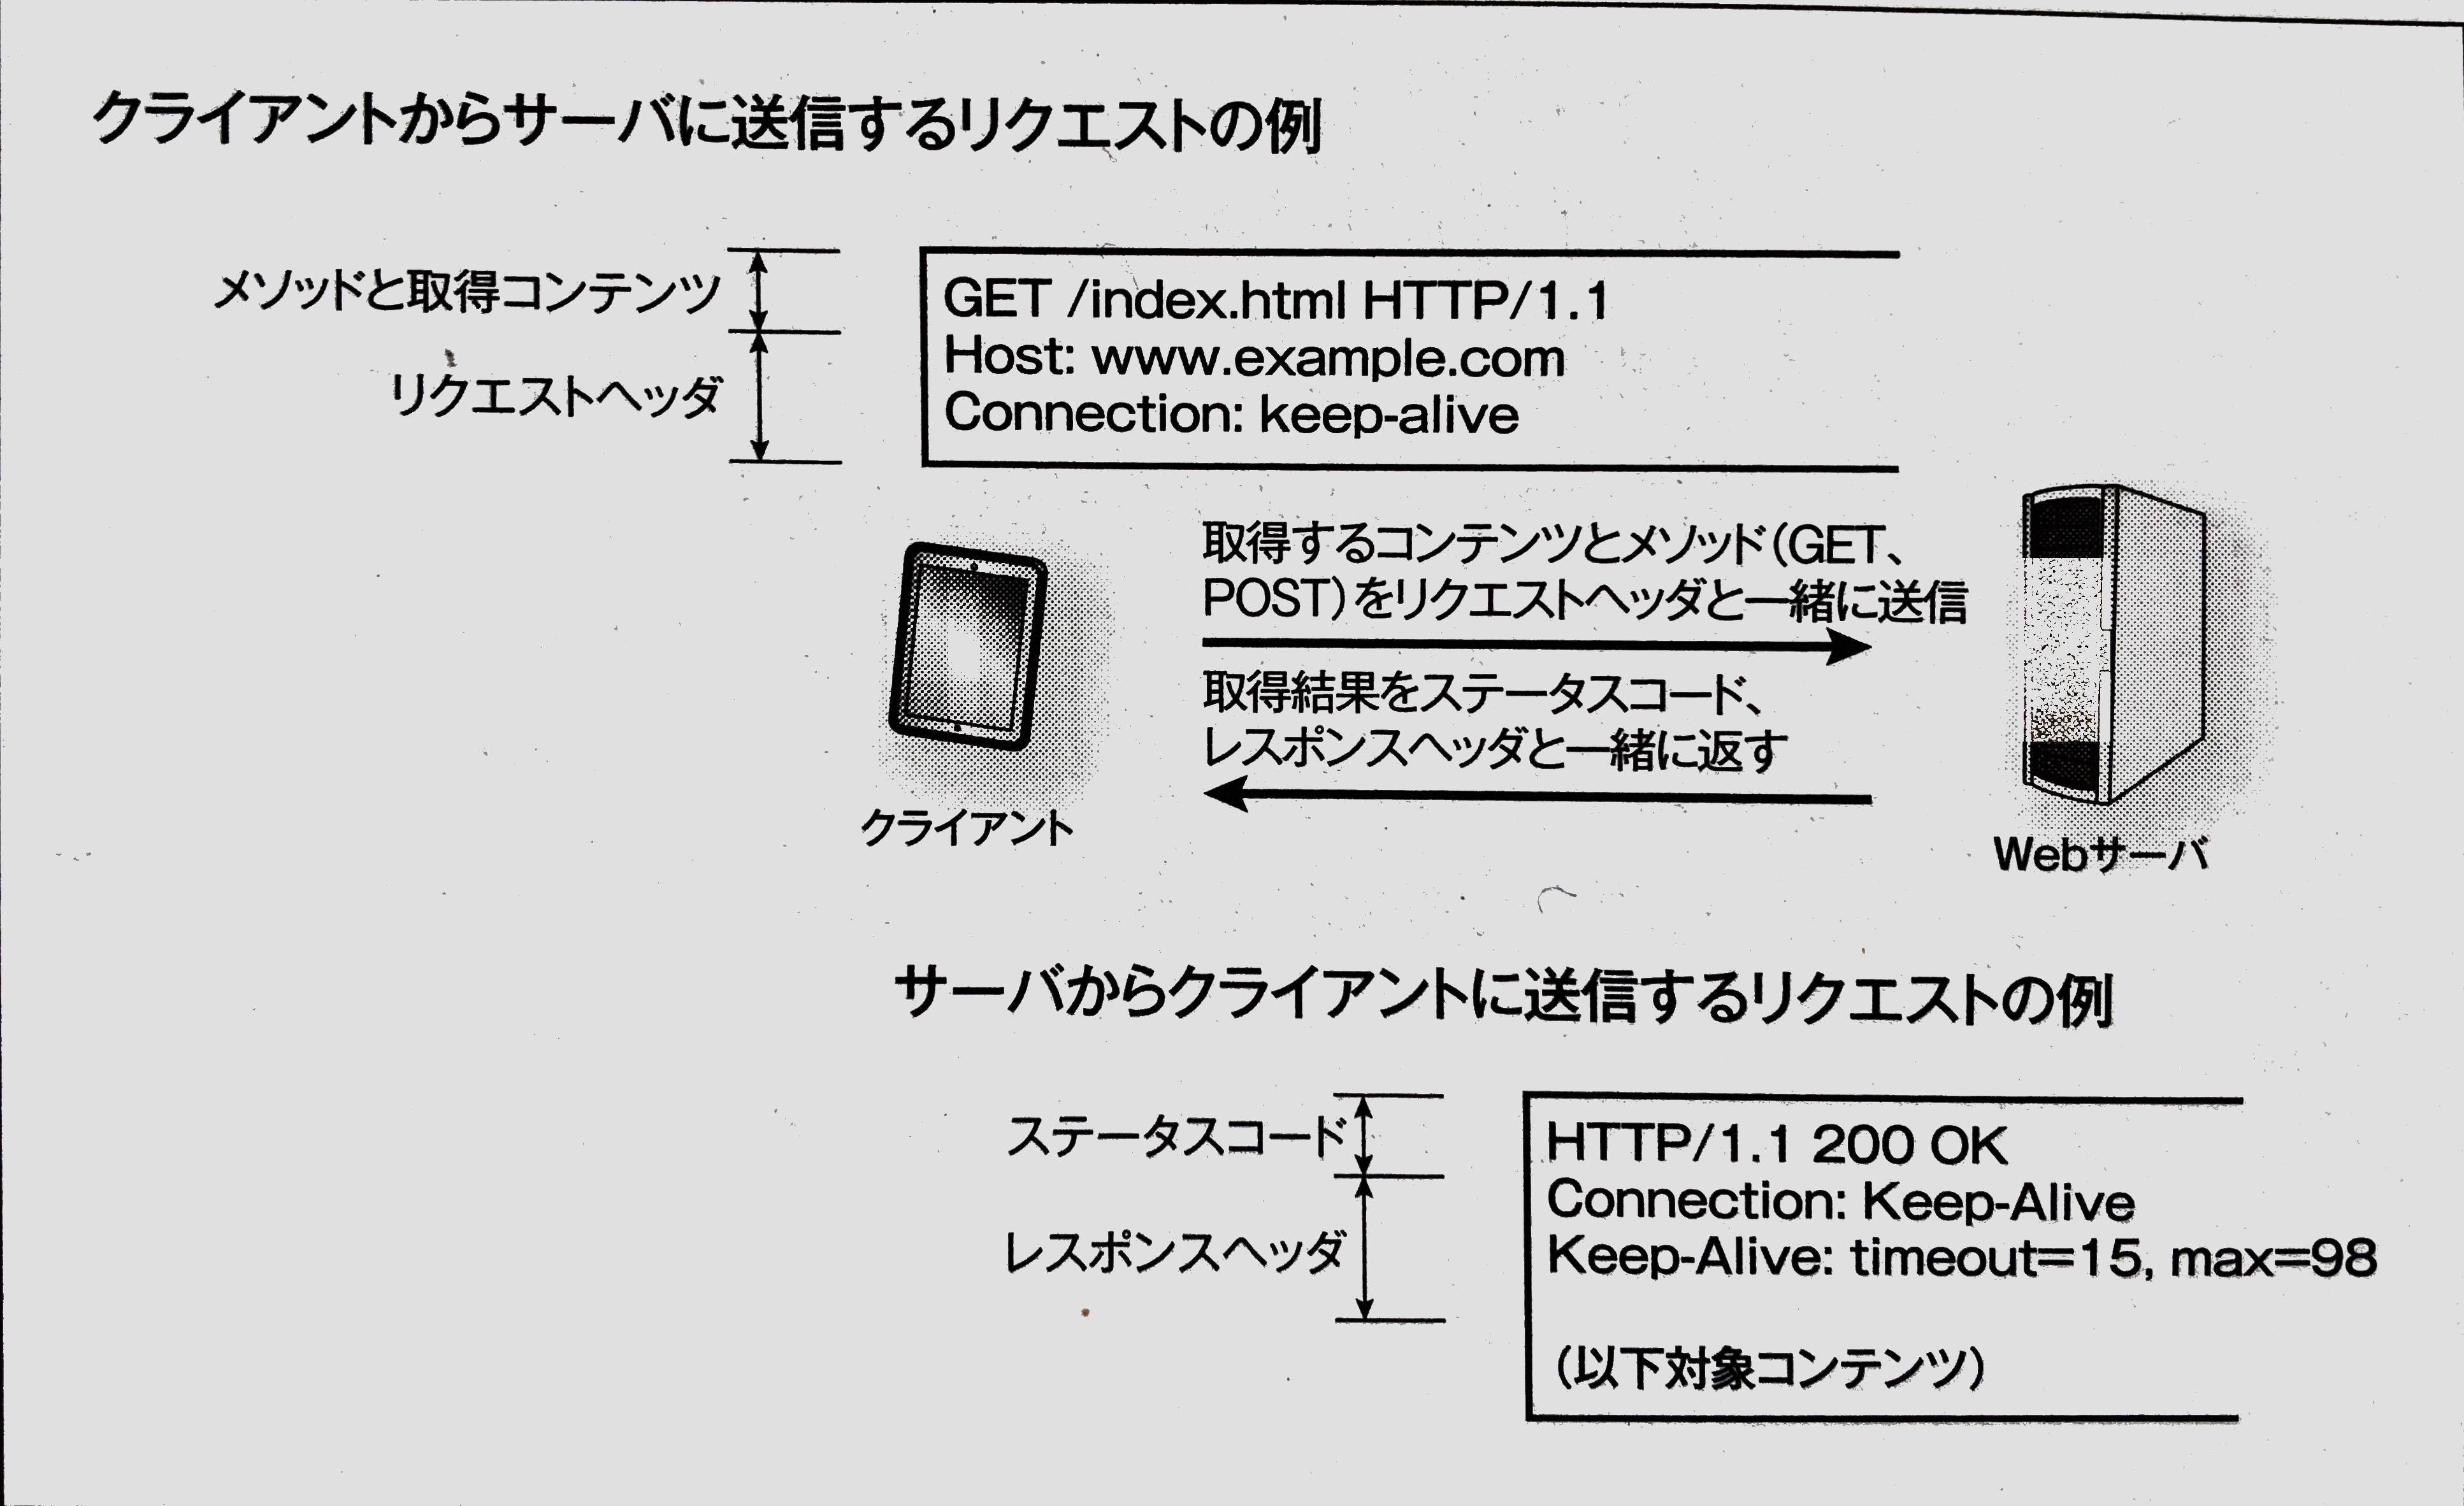 クライアントからサーバに送信するリクエストの例
メソッドと取得コンテンツ
リクエストヘッダ
GET /index.html HTTP/1.1
Host: www.example.com
Connection: keep-alive
取得するコンテンツとメソッド(GET、
POST)をリクエストヘッダと一緒に送信
取得結果をステータスコード、
レスポンスヘッダと一緒に返す
クライアント
Webサーバ
サーバからクライアントに送信するリクエストの例
ステータスコード
レスポンスヘッダ
HTTP/1.1 200 OK
Connection: Keep-Alive
Keep-Alive: timeout=15, max=98
(以下対象コンテンツ)